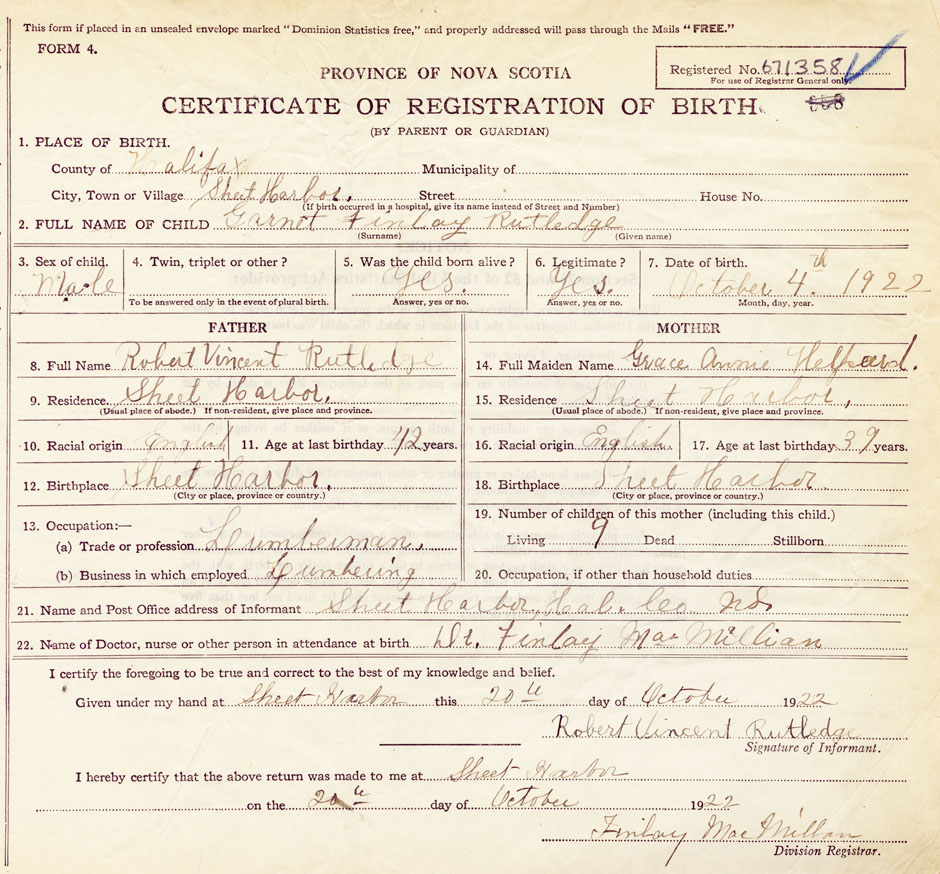 This form if placed in an unsealed envelope marked "Dominion Statistics free," and properly addressed will pass through the Mails "FREE."
FORM 4.
Registered No. 671358
For use of Registrar General only.
PROVINCE OF NOVA SCOTIA
CERTIFICATE OF REGISTRATION OF BIRTH
(BY PARENT OR GUARDIAN)
1. PLACE OF BIRTH.
County of Halifax Municipality of
City, Town or Village Sheet Harbor. Street House No.
(If birth occurred in a hospital, give its name instead of Street and Number)
2. FULL NAME OF CHILD Garnet Finlay Rutledge
(Surname) (Given name)
3. Sex of child. 4. Twin, triplet or other? 5. Was the child born alive? 6. Legitimate? 7. Date of birth.
Male Yes. Yes. October 4th 1922
To be answered only in the event of plural birth. Answer, yes or no. Answer, yes or no. Month, day, year.
FATHER MOTHER
8. Full Name Robert Vincent Rutledge 14. Full Maiden Name Grace Annie
9. Residence. Sheet Harbor. 15. Residence Sheet Harbor,
(Usual place of abode.) If non-resident, give place and province. (Usual place of abode.) If non-resident, give place and province.
10. Racial origin English 11. Age at last birthday 42 years. 16. Racial origin English. 17. Age at last birthday 39 years.
12. Birthplace Sheet Harbor. 18. Birthplace Sheet Harbor.
(City or place, province or country.) (City or place, province or country.)
13. Occupation:— 19. Number of children of this mother (including this child.)
(a) Trade or profession Lumberman. Living 9 Dead Stillborn
(b) Business in which employed Lumbering 20. Occupation, if other than household duties
21. Name and Post Office address of Informant Sheet Harbor, Hal. Co NS
22. Name of Doctor, nurse or other person in attendance at birth Dr. Finlay MacMillian
I certify the foregoing to be true and correct to the best of my knowledge and belief.
Given under my hand at Sheet Harbor this 20th day of October 1922
Robert Vincent Rutledge
Signature of Informant.
I hereby certify that the above return was made to me at Sheet Harbor
on the 20th day of October 1922
Finlay MacMillan
Division Registrar.